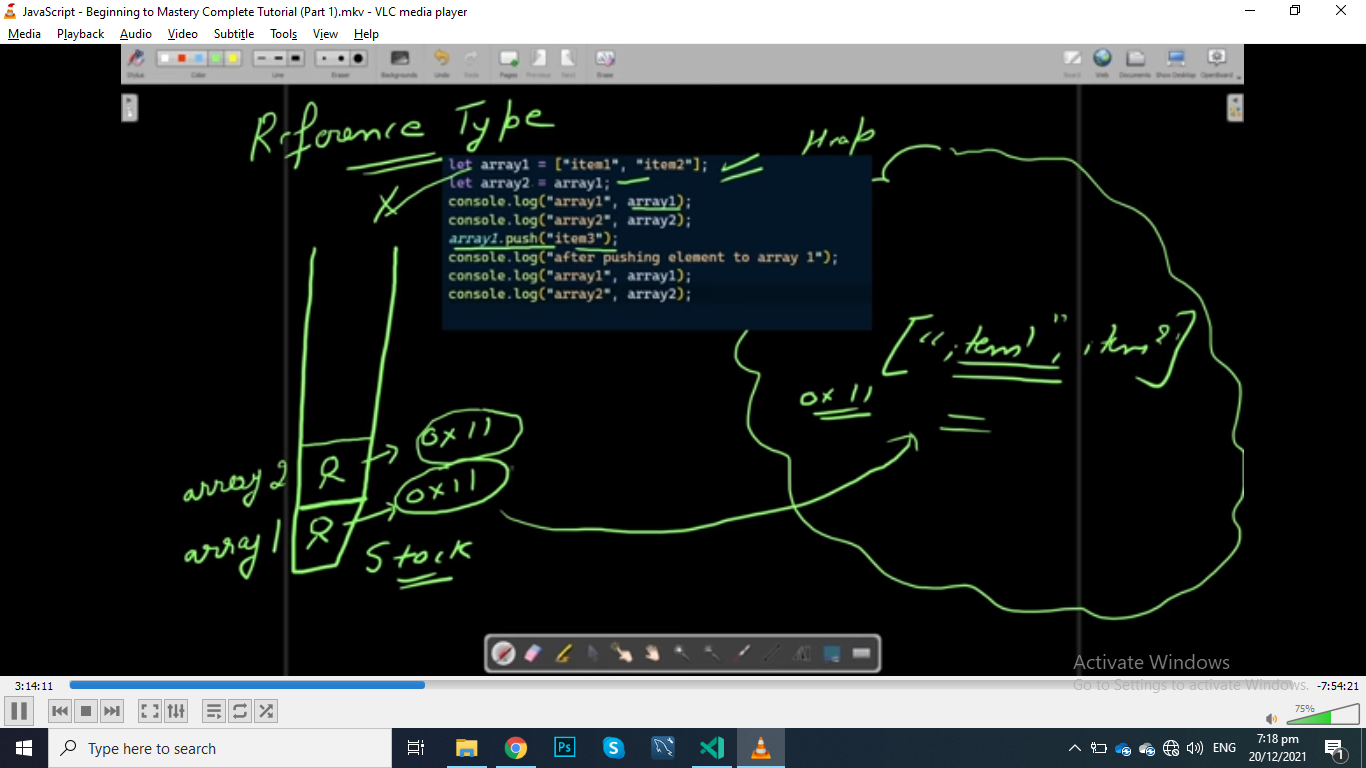 JavaScript - Beginning to Mastery Complete Tutorial (Part 1).mkv - VLC media player
Media Playback Audio Video Subtitle Tools View Help
Stylus Color Line Eraser Backgrounds Undo Redo Pages Previous Next Erase Board Web Documents Show Desktop OpenBoard
Reference Type
Heap
let array1 = ["item1", "item2"];
let array2 = array1;
console.log("array1", array1);
console.log("array2", array2);
array1.push("item3");
console.log("after pushing element to array 1");
console.log("array1", array1);
console.log("array2", array2);
["item1", item2]
0x11
0x11
array2
0x11
array1
Stack
Activate Windows
Go to Settings to activate Windows.
3:14:11
-7:54:21
75%
Type here to search
Ps
ENG
7:18 pm
20/12/2021
1